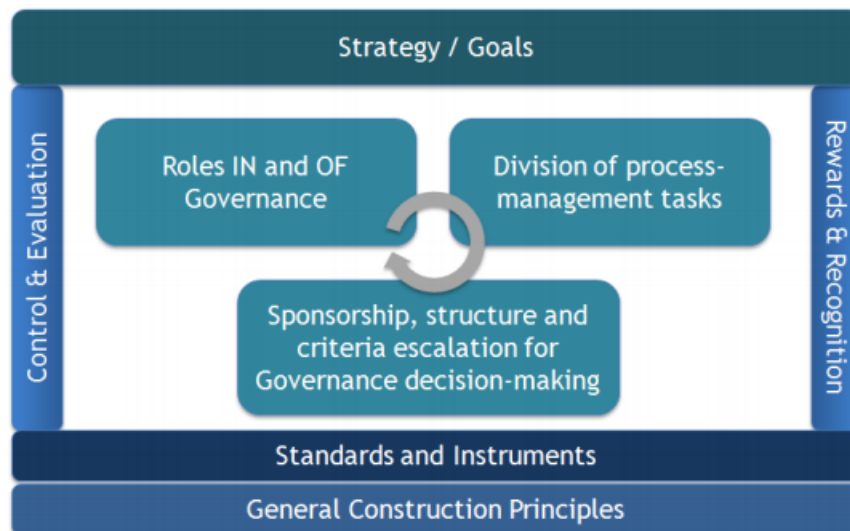 Strategy / Goals
Control & Evaluation
Roles IN and OF
Governance
Division of process-
management tasks
Sponsorship, structure and
criteria escalation for
Governance decision-making
Rewards & Recognition
Standards and Instruments
General Construction Principles